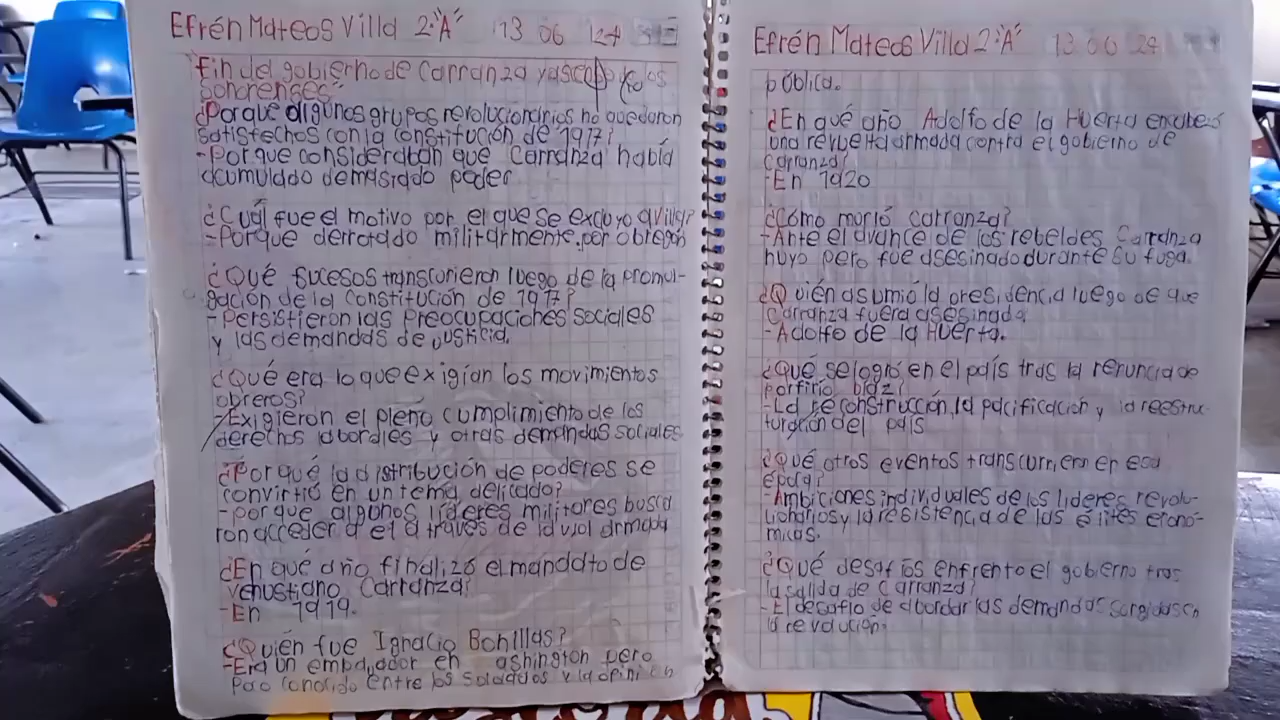 Efrén Mateos Villa 2:"A" 13 06 24
Fin del gobierno de Carranza y ascenso de los
sonorenses"
¿Porque algunos grupos revolucionarios no quedaron
satisfechos con la constitución de 1917?
-Porque consideraban que Carranza había
acumulado demasiado poder
¿Cuál fue el motivo por el que se excluyo a Villa?
-Porque derrotado militarmente por obregón
¿Qué sucesos transcurieron luego de la promul-
gación de la constitución de 1917?
-Persistieron las Preocupaciones sociales
y las demandas de justicia.
¿Qué era lo que exigían los movimientos
obreros?
-Exigieron el pleno cumplimiento de los
derechos laborales y otras demandas sociales
¿Porqué la distribución de poderes se
convirtió en un tema delicado?
-Porque algunos líderes militores busca
ron acceder a el a través de la armada
¿En qué año finalizó el mandato de
Venustiano Carranza?
-En 1919.
¿Quién fue Ignacio Bonillas?
-Era un embajador en ashington pero
Poco conocido entre los soldados y la opinión
Efrén Mateos Villa 2:"A" 13 06 24
pública.
¿En qué año Adolfo de la Huerta encabezó
una revuelta armada contra el gobierno de
Carranza?
-En 1920
¿Cómo murió carranza?
-Ante el avance de los rebeldes Carranza
huyo pero fue asesinado durante su fuga.
¿Quién asumió la presidencia luego de que
Carranza fuera asesinada
-Adolfo de la Huerta.
¿Qué se logró en el país tras la renuncia de
Porfirio Díaz?
-La reconstrucción, la pacificación y la reestru-
turación del país
¿Qué otros eventos transcurriern en esa
época?
-Ambiciones individuales de los líderes revolu-
cionarios y la resistencia de las élites econó-
micas.
¿Qué desafíos enfrento el gobierno tras
la salida de Carranza?
-El desafío de abordar las demandas surgidas en
la revolución.